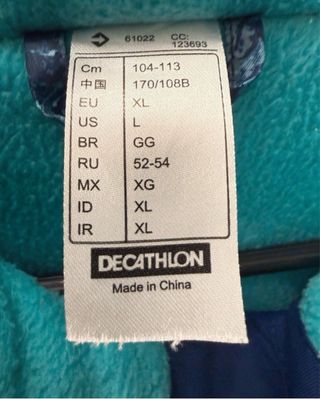 61022 CC: 123693
Cm 104-113
中国 170/108B
EU XL
US L
BR GG
RU 52-54
MX XG
ID XL
IR XL
DECATHLON
Made in China